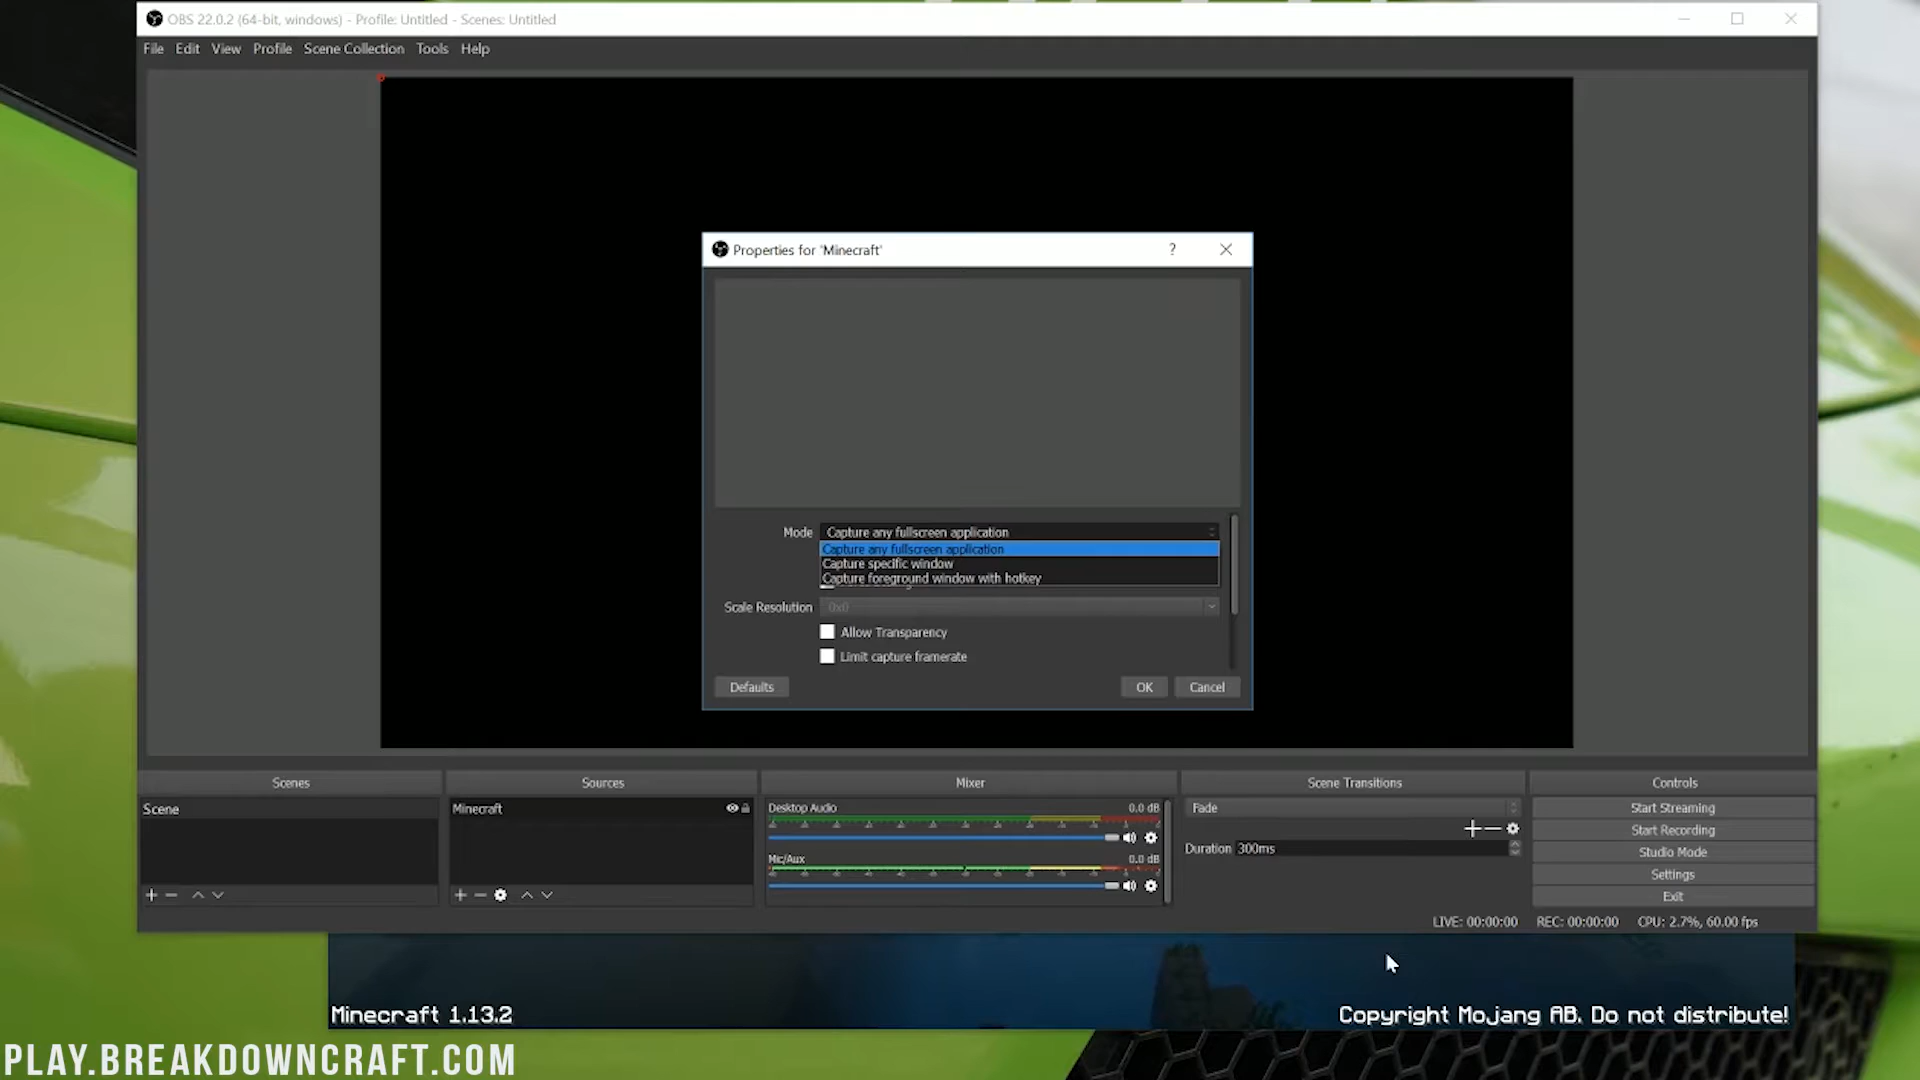 OBS 22.0.2 (64-bit, windows) - Profile: Untitled - Scenes: Untitled
File Edit View Profile Scene Collection Tools Help
Properties for 'Minecraft'
?
Mode Capture any fullscreen application
Capture any fullscreen application
Capture specific window
Capture foreground window with hotkey
Scale Resolution 0x0
Allow Transparency
Limit capture framerate
Defaults OK Cancel
Scenes Sources Mixer Scene Transitions Controls
Scene
Minecraft
Desktop Audio 0.0 dB
Mic/Aux 0.0 dB
Fade
Duration 300ms
Start Streaming
Start Recording
Studio Mode
Settings
Exit
LIVE: 00:00:00 REC: 00:00:00 CPU: 2.7%, 60.00 fps
Minecraft 1.13.2 Copyright Mojang AB. Do not distribute!
PLAY.BREAKDOWNCRAFT.COM